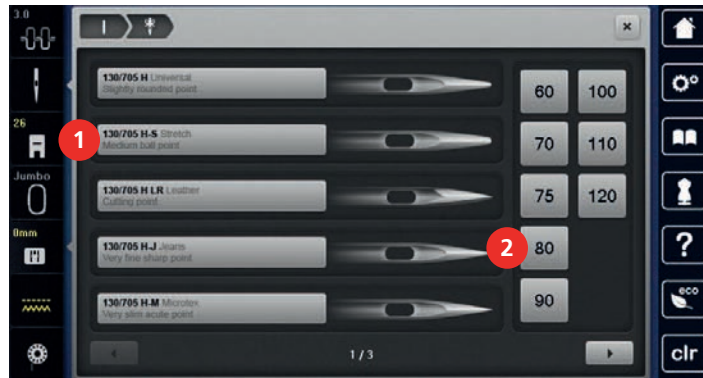 3.0
26
Jumbo
0mm
130/705 H Universal
Slightly rounded point
1
130/705 H-S Stretch
Medium ball point
130/705 H LR Leather
Cutting point
130/705 H-J Jeans
Very fine sharp point
130/705 H-M Microtex
Very slim acute point
1 / 3
60 100
70 110
75 120
2
80
90
×
?
eco
clr